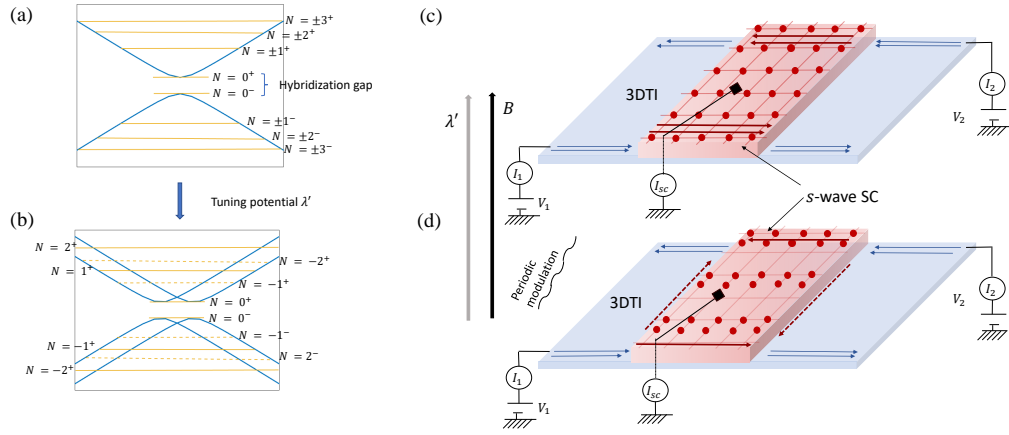 (a)
N = ±3⁺
N = ±2⁺
N = ±1⁺
N = 0⁺
N = 0⁻
Hybridization gap
N = ±1⁻
N = ±2⁻
N = ±3⁻
Tuning potential λ′
(b)
N = 2⁺
N = −2⁺
N = 1⁺
N = −1⁺
N = 0⁺
N = 0⁻
N = −1⁻
N = −1⁺
N = 2⁻
N = −2⁺
λ′
B
(c)
3DTI
I₁
V₁
I_sc
I₂
V₂
s-wave SC
(d)
Periodic
modulation
3DTI
I₁
V₁
I_sc
I₂
V₂